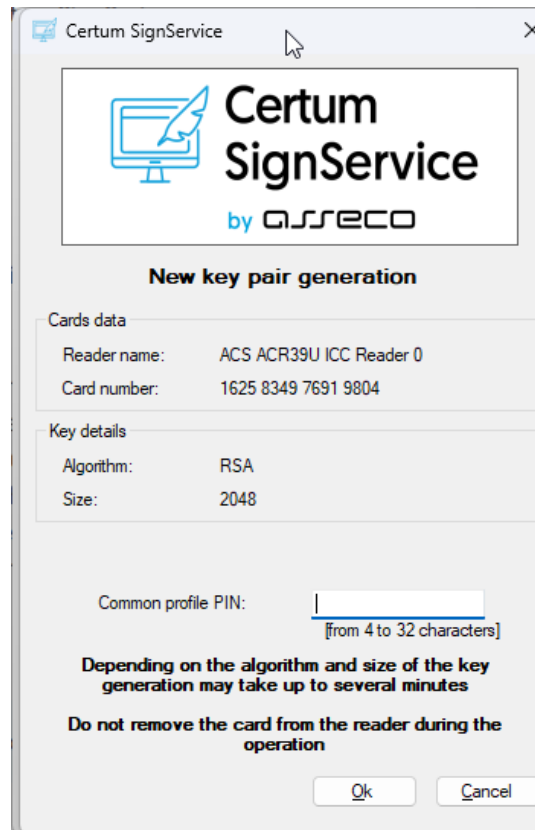 Certum SignService
Certum
SignService
by asseco
New key pair generation
Cards data
Reader name: ACS ACR39U ICC Reader 0
Card number: 1625 8349 7691 9804
Key details
Algorithm: RSA
Size: 2048
Common profile PIN:
[from 4 to 32 characters]
Depending on the algorithm and size of the key
generation may take up to several minutes
Do not remove the card from the reader during the
operation
Ok Cancel